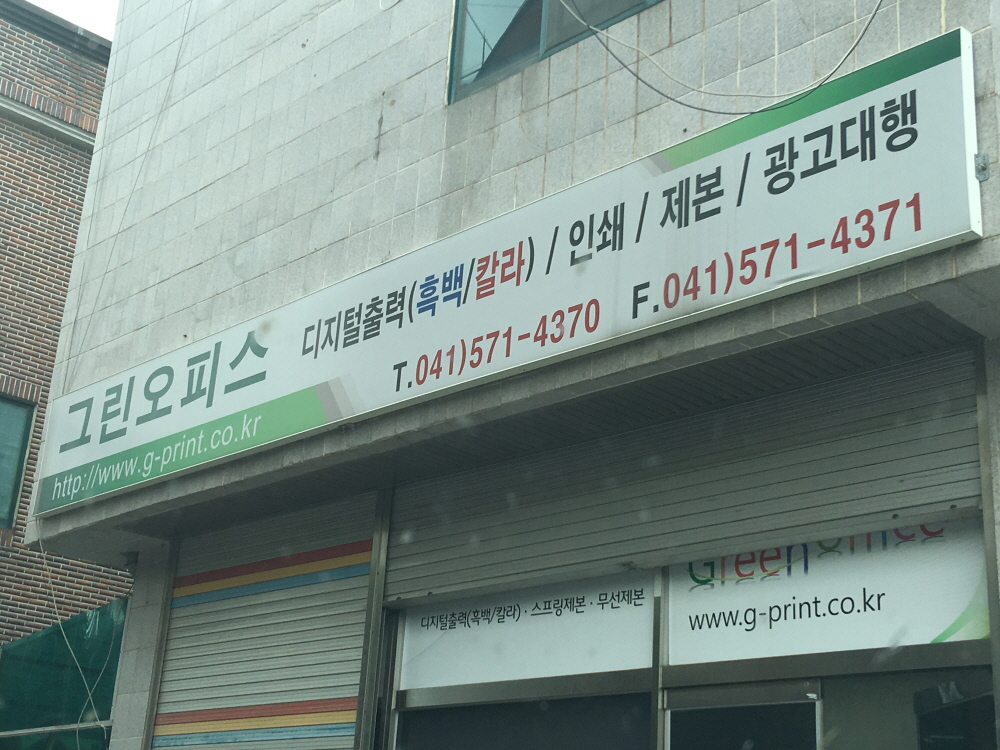 그린오피스
http://www.g-print.co.kr
디지털출력(흑백/칼라) / 인쇄 / 제본 / 광고대행
T.041)571-4370 F.041)571-4371
디지털출력(흑백/칼라)·스프링제본·무선제본
GreenOffice
www.g-print.co.kr